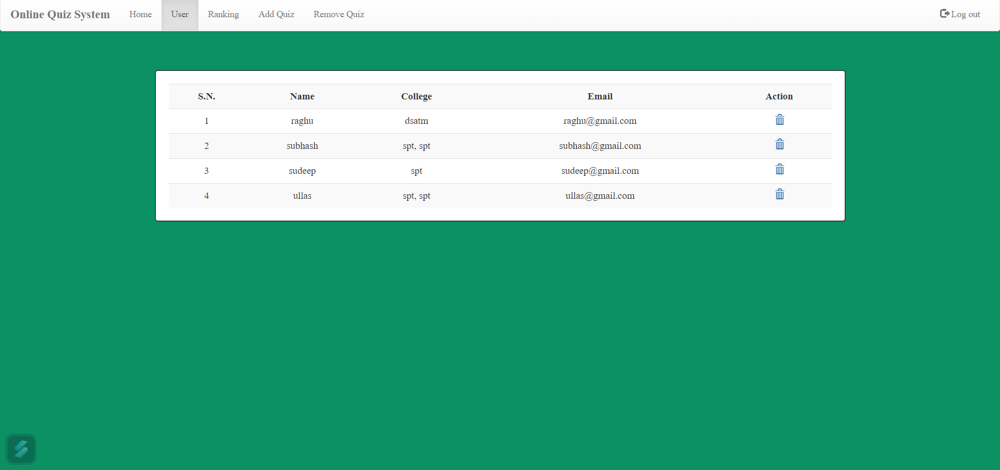 Online Quiz System Home User Ranking Add Quiz Remove Quiz Log out
S.N. Name College Email Action
1 raghu dsatm raghu@gmail.com
2 subhash spt, spt subhash@gmail.com
3 sudeep spt sudeep@gmail.com
4 ullas spt, spt ullas@gmail.com